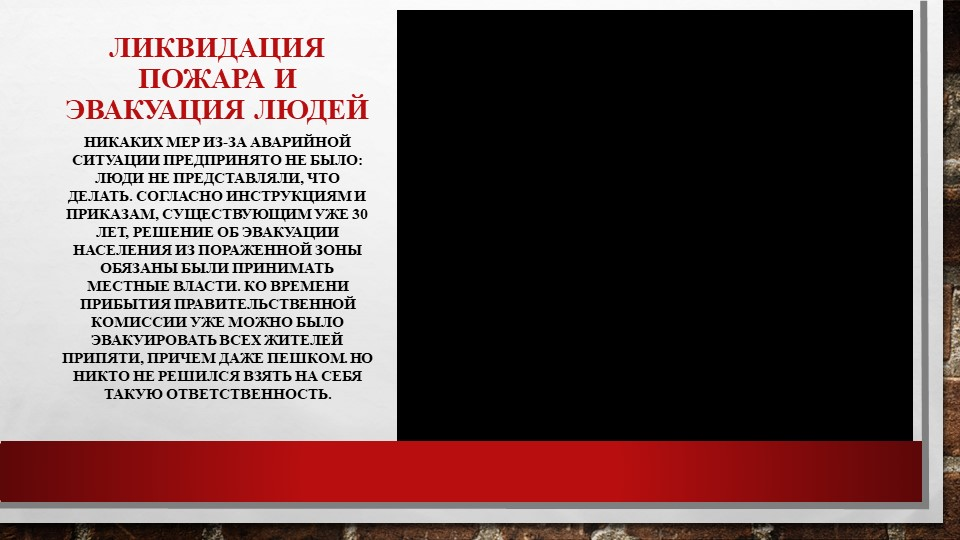 ЛИКВИДАЦИЯ
ПОЖАРА И
ЭВАКУАЦИЯ ЛЮДЕЙ
НИКАКИХ МЕР ИЗ-ЗА АВАРИЙНОЙ
СИТУАЦИИ ПРЕДПРИНЯТО НЕ БЫЛО:
ЛЮДИ НЕ ПРЕДСТАВЛЯЛИ, ЧТО
ДЕЛАТЬ. СОГЛАСНО ИНСТРУКЦИЯМ И
ПРИКАЗАМ, СУЩЕСТВУЮЩИМ УЖЕ 30
ЛЕТ, РЕШЕНИЕ ОБ ЭВАКУАЦИИ
НАСЕЛЕНИЯ ИЗ ПОРАЖЕННОЙ ЗОНЫ
ОБЯЗАНЫ БЫЛИ ПРИНИМАТЬ
МЕСТНЫЕ ВЛАСТИ. КО ВРЕМЕНИ
ПРИБЫТИЯ ПРАВИТЕЛЬСТВЕННОЙ
КОМИССИИ УЖЕ МОЖНО БЫЛО
ЭВАКУИРОВАТЬ ВСЕХ ЖИТЕЛЕЙ
ПРИПЯТИ, ПРИЧЕМ ДАЖЕ ПЕШКОМ. НО
НИКТО НЕ РЕШИЛСЯ ВЗЯТЬ НА СЕБЯ
ТАКУЮ ОТВЕТСТВЕННОСТЬ.